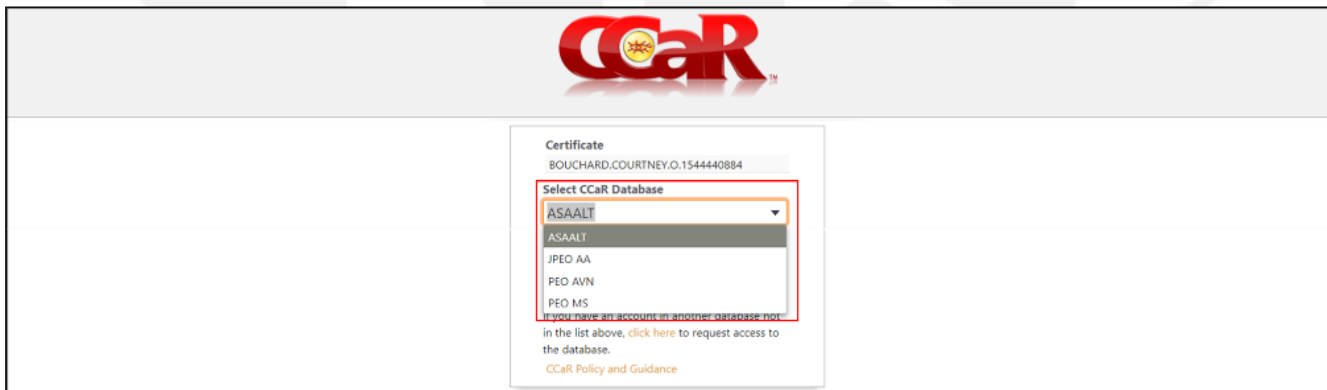 CCaR TM
Certificate
BOUCHARD.COURTNEY.O.1544440884
Select CCaR Database
ASAALT
ASAALT
JPEO AA
PEO AVN
PEO MS
If you have an account in another database not
in the list above, click here to request access to
the database.
CCaR Policy and Guidance